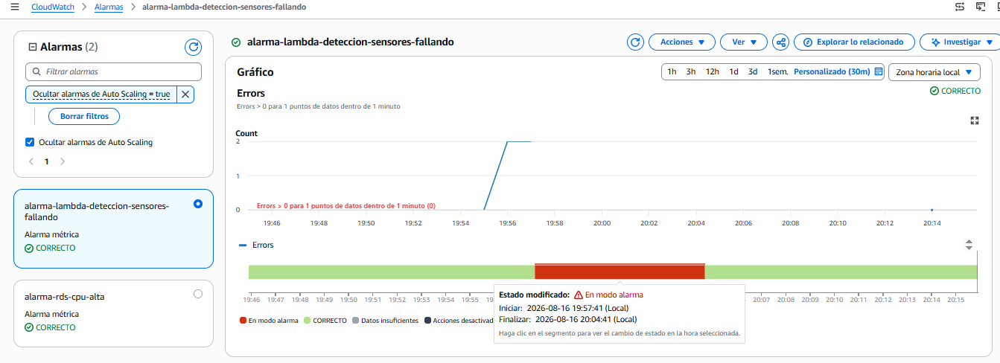 CloudWatch > Alarmas > alarma-lambda-deteccion-sensores-fallando
Alarmas (2)
Filtrar alarmas
Ocultar alarmas de Auto Scaling = true
Borrar filtros
Ocultar alarmas de Auto Scaling
1
alarma-lambda-deteccion-sensores-
fallando
Alarma métrica
CORRECTO
alarma-rds-cpu-alta
Alarma métrica
CORRECTO
alarma-lambda-deteccion-sensores-fallando
Acciones Ver Explorar lo relacionado Investigar
Gráfico
1h 3h 12h 1d 3d 1sem. Personalizado (30m) Zona horaria local
Errors
CORRECTO
Errors > 0 para 1 puntos de datos dentro de 1 minuto
Count
2
1
Errors > 0 para 1 puntos de datos dentro de 1 minuto (0)
0
19:46 19:48 19:50 19:52 19:54 19:56 19:58 20:00 20:02 20:04 20:06 20:08 20:10 20:12 20:14
Errors
19:46 19:47 19:48 19:49 19:50 19:51 19:52 19:53 19:54 19:55 20:07 20:08 20:09 20:10 20:11 20:12 20:13 20:14 20:15
Estado modificado: En modo alarma
Iniciar: 2026-08-16 19:57:41 (Local)
Finalizar: 2026-08-16 20:04:41 (Local)
Haga clic en el segmento para ver el cambio de estado en la hora seleccionada.
En modo alarma CORRECTO Datos insuficientes Acciones desactivad